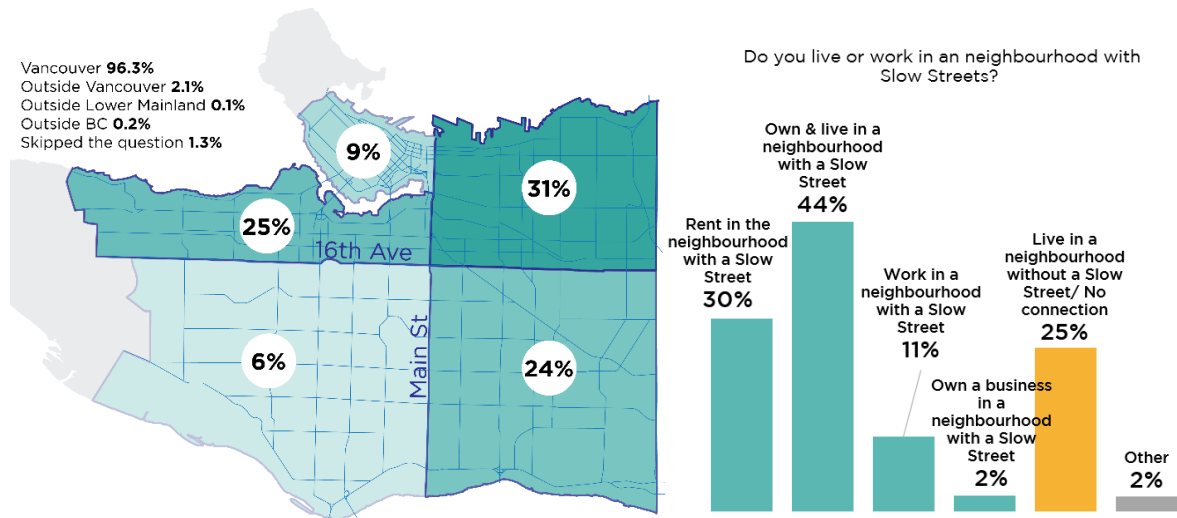 Vancouver 96.3%
Outside Vancouver 2.1%
Outside Lower Mainland 0.1%
Outside BC 0.2%
Skipped the question 1.3%
9%
31%
25%
16th Ave
6%
Main St
24%
Do you live or work in an neighbourhood with
Slow Streets?
Rent in the
neighbourhood
with a Slow
Street
30%
Own & live in a
neighbourhood
with a Slow
Street
44%
Work in a
neighbourhood
with a Slow
Street
11%
Own a business
in a
neighbourhood
with a Slow
Street
2%
Live in a
neighbourhood
without a Slow
Street/ No
connection
25%
Other
2%